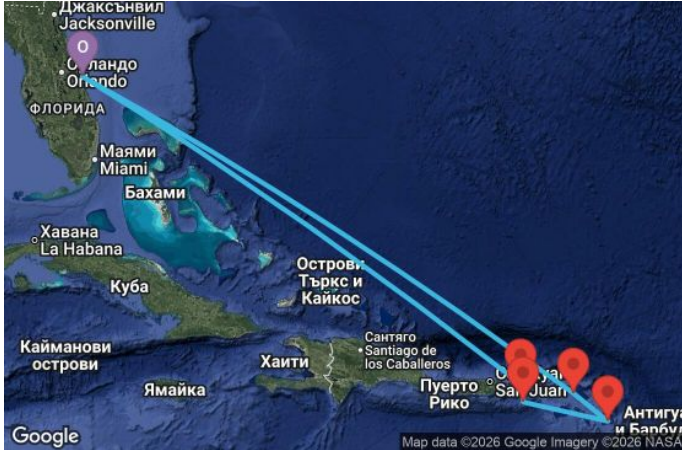 Джаксънвил
Jacksonville
O
Орландо
Orlando
ФЛОРИДА
Маями
Miami
Бахами
Хавана
La Habana
Куба
Острови
Търкс и
Кайкос
Кайманови
острови
Ямайка
Хаити
Сантяго
Santiago de
los Caballeros
Пуерто
Рико
San Juan
Антигуа
и Барбуд
Google
Map data ©2026 Google Imagery ©2026 NASA